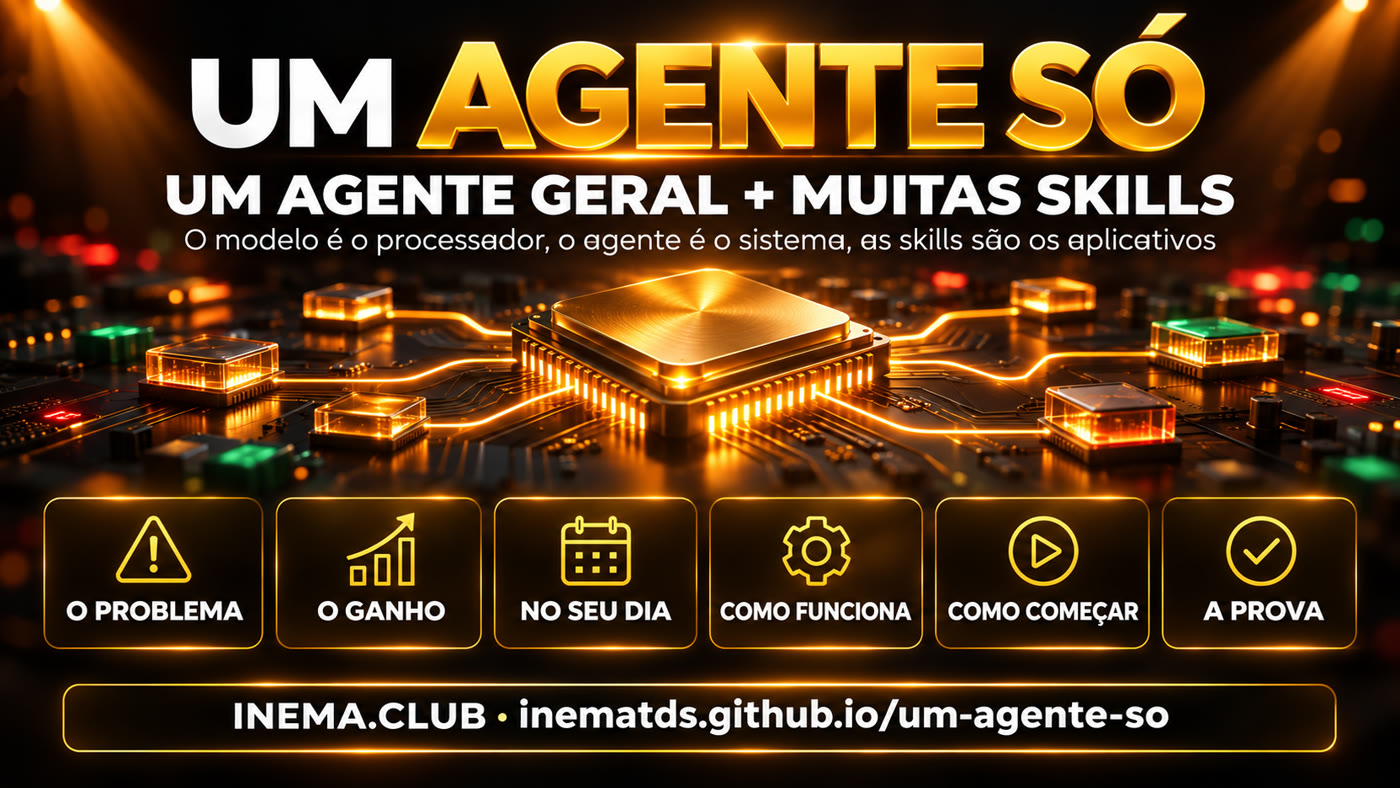 UM AGENTE SÓ
UM AGENTE GERAL + MUITAS SKILLS
O modelo é o processador, o agente é o sistema, as skills são os aplicativos
O PROBLEMA
O GANHO
NO SEU DIA
COMO FUNCIONA
COMO COMEÇAR
A PROVA
INEMA.CLUB • inematds.github.io/um-agente-so